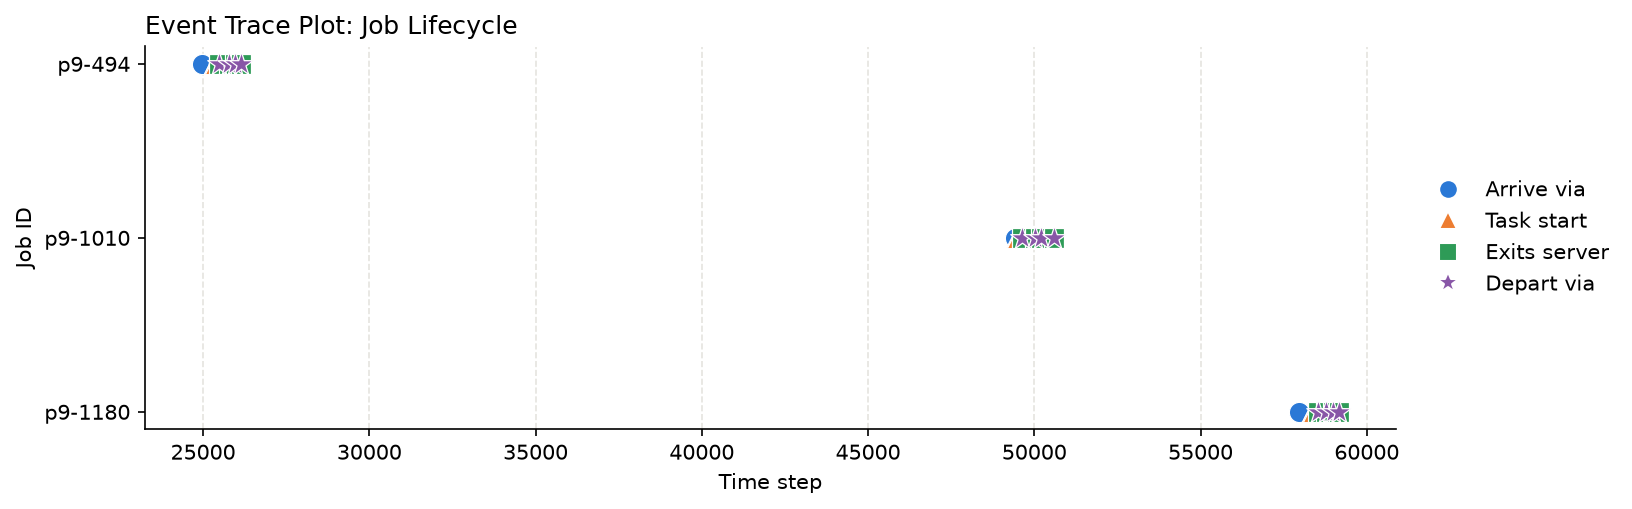 Event Trace Plot: Job Lifecycle
Job ID
p9-494
p9-1010
p9-1180
25000 30000 35000 40000 45000 50000 55000 60000
Time step
Arrive via
Task start
Exits server
Depart via